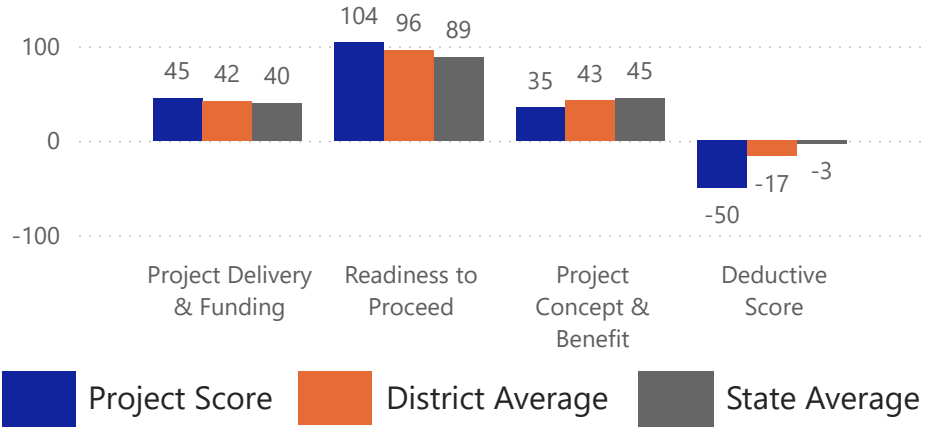 104 96 89
100
45 42 40
35 43 45
0
-17 -3
-50
-100
Project Delivery
& Funding
Readiness to
Proceed
Project
Concept &
Benefit
Deductive
Score
Project Score
District Average
State Average